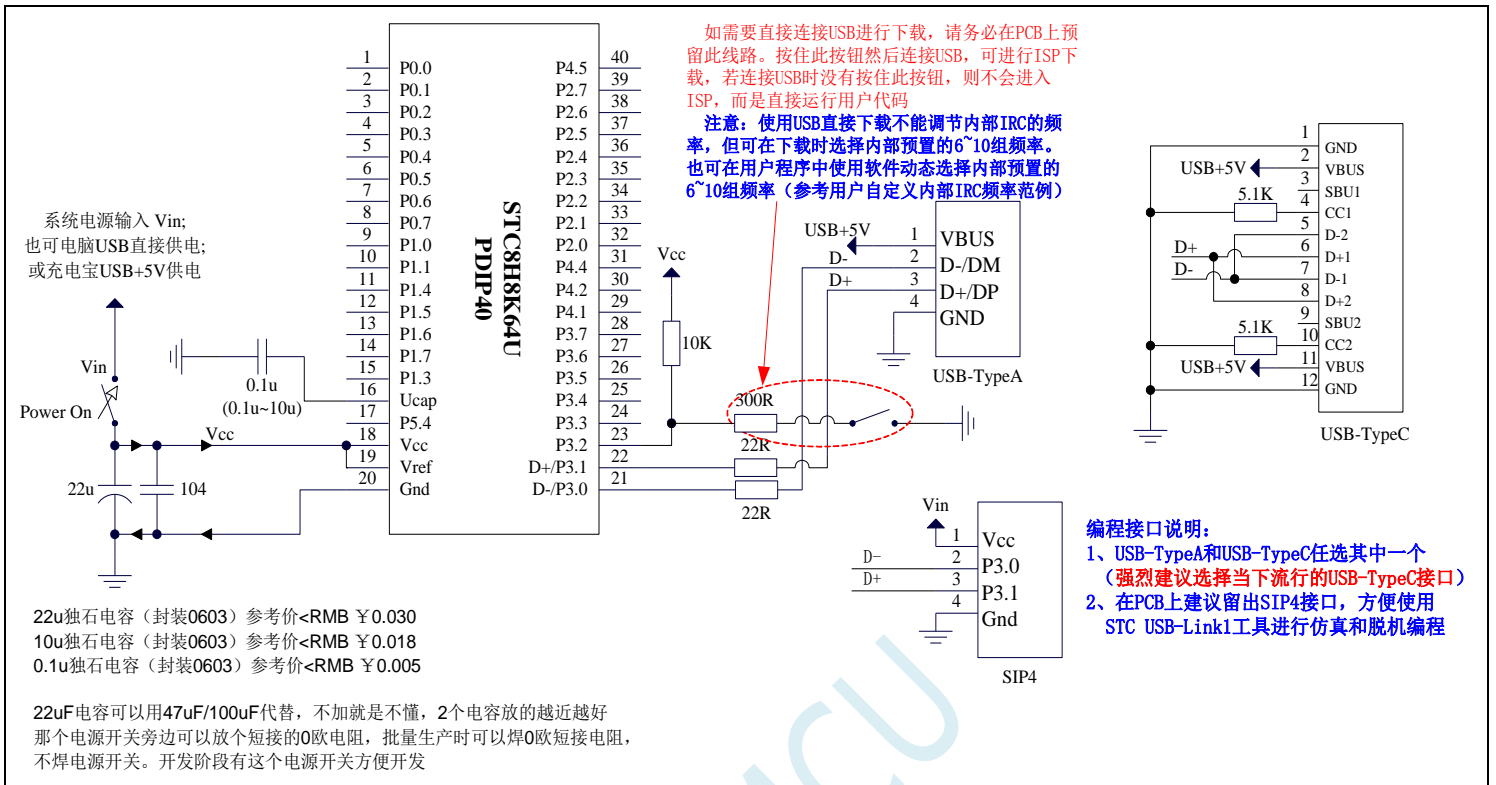 如需要直接连接USB进行下载，请务必在PCB上预
留此线路。按住此按钮然后连接USB，可进行ISP下
载，若连接USB时没有按住此按钮，则不会进入
ISP，而是直接运行用户代码
注意：使用USB直接下载不能调节内部IRC的频
率，但可在下载时选择内部预置的6~10组频率。
也可在用户程序中使用软件动态选择内部预置的
6~10组频率（参考用户自定义内部IRC频率范例）
系统电源输入 Vin;
也可电脑USB直接供电;
或充电宝USB+5V供电
Vin
Power On
Vcc
22u
104
0.1u
(0.1u~10u)
STC8H8K64U
PDIP40
1 P0.0
2 P0.1
3 P0.2
4 P0.3
5 P0.4
6 P0.5
7 P0.6
8 P0.7
9 P1.0
10 P1.1
11 P1.4
12 P1.5
13 P1.6
14 P1.7
15 P1.3
16 Ucap
17 P5.4
18 Vcc
19 Vref
20 Gnd
P4.5 40
P2.7 39
P2.6 38
P2.5 37
P2.4 36
P2.3 35
P2.2 34
P2.1 33
P2.0 32
P4.4 31
P4.2 30
P4.1 29
P3.7 28
P3.6 27
P3.5 26
P3.4 25
P3.3 24
P3.2 23
D+/P3.1 22
D-/P3.0 21
Vcc
10K
300R
22R
22R
USB+5V
D-
D+
1 VBUS
2 D-/DM
3 D+/DP
4 GND
USB-TypeA
USB+5V
5.1K
D+
D-
5.1K
USB+5V
1 GND
2 VBUS
3 SBU1
4 CC1
5 D-2
6 D+1
7 D-1
8 D+2
9 SBU2
10 CC2
11 VBUS
12 GND
USB-TypeC
Vin
D-
D+
1 Vcc
2 P3.0
3 P3.1
4 Gnd
SIP4
编程接口说明：
1、USB-TypeA和USB-TypeC任选其中一个
（强烈建议选择当下流行的USB-TypeC接口）
2、在PCB上建议留出SIP4接口，方便使用
STC USB-Link1工具进行仿真和脱机编程
22u独石电容（封装0603）参考价<RMB ￥0.030
10u独石电容（封装0603）参考价<RMB ￥0.018
0.1u独石电容（封装0603）参考价<RMB ￥0.005
22uF电容可以用47uF/100uF代替，不加就是不懂，2个电容放的越近越好
那个电源开关旁边可以放个短接的0欧电阻，批量生产时可以焊0欧短接电阻，
不焊电源开关。开发阶段有这个电源开关方便开发
MCU